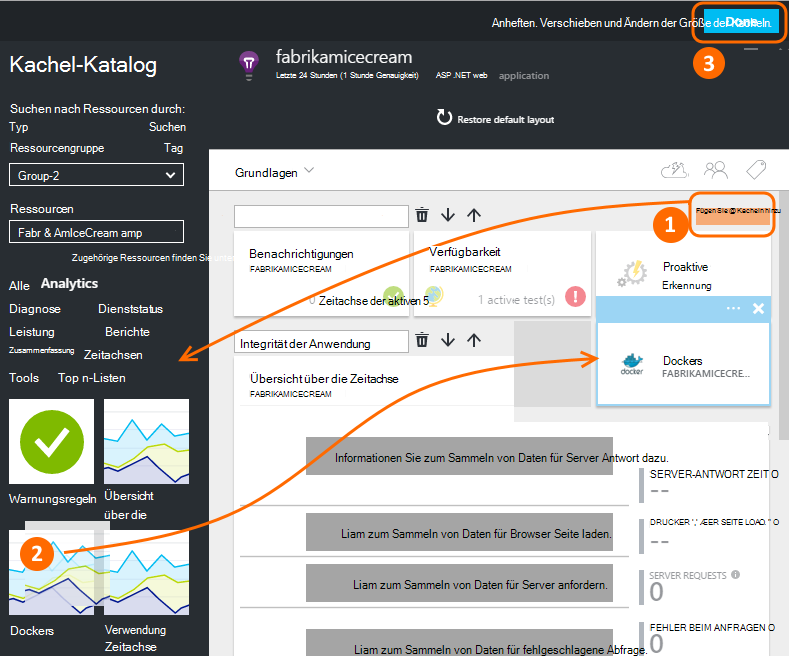 Anheften. Verschieben und Ändern der Größe der Kacheln.
Done
3
Kachel-Katalog
fabrikamicecream
Letzte 24 Stunden (1 Stunde Genauigkeit)
ASP .NET web
application
Restore default layout
Suchen nach Ressourcen durch:
Typ
Suchen
Ressourcengruppe
Tag
Group-2
Ressourcen
Fabr & AmIceCream amp
Zugehörige Ressourcen finden Sie unter
Alle
Analytics
Diagnose
Dienststatus
Leistung
Berichte
Zusammenfassung
Zeitachsen
Tools
Top n-Listen
Warnungsregeln
Übersicht
über die
2
Dockers
Verwendung
Zeitachse
Grundlagen
1
Fügen Sie @ Kacheln hinzu
Benachrichtigungen
FABRIKAMICECREAM
0 Zeitachse der aktiven 5
Verfügbarkeit
FABRIKAMICECREAM
1 active test(s)
Proaktive
Erkennung
docker
Dockers
FABRIKAMICECRE...
Integrität der Anwendung
Übersicht über die Zeitachse
FABRIKAMICECREAM
Informationen Sie zum Sammeln von Daten für Server Antwort dazu.
SERVER-ANTWORT ZEIT O
--
Liam zum Sammeln von Daten für Browser Seite laden.
DRUCKER ',' ÆER SEITE LOAD. " O
--
Liam zum Sammeln von Daten für Server anfordern.
SERVER REQUESTS
0
Liam zum Sammeln von Daten für fehlgeschlagene Abfrage.
FEHLER BEIM ANFRAGEN O
0